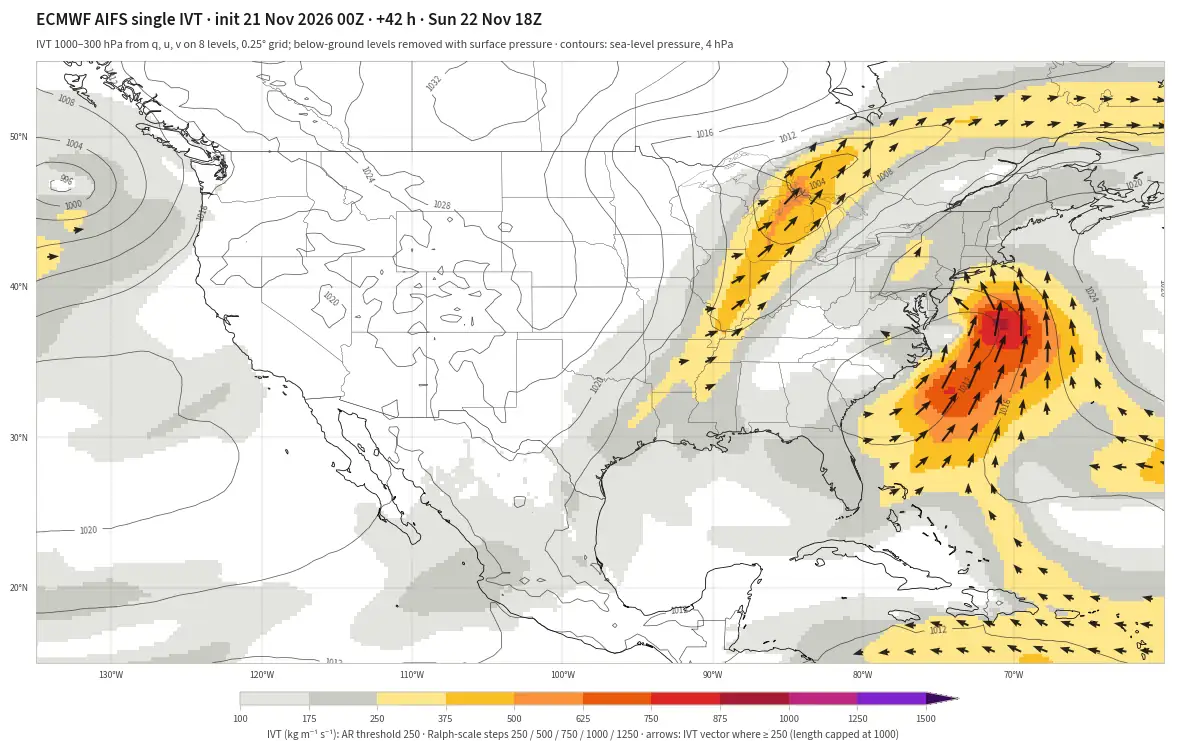 ECMWF AIFS single IVT · init 21 Nov 2026 00Z · +42 h · Sun 22 Nov 18Z
IVT 1000–300 hPa from q, u, v on 8 levels, 0.25° grid; below-ground levels removed with surface pressure · contours: sea-level pressure, 4 hPa
1032
1008
1016
1012
50°N
1004
1024
996
1004
1008
1020
1000
1028
1016
40°N
1020
1024
1020
1012
1016
30°N
1020
20°N
1012
1012
1012
130°W 120°W 110°W 100°W 90°W 80°W 70°W
100 175 250 375 500 625 750 875 1000 1250 1500
IVT (kg m⁻¹ s⁻¹): AR threshold 250 · Ralph-scale steps 250 / 500 / 750 / 1000 / 1250 · arrows: IVT vector where ≥ 250 (length capped at 1000)